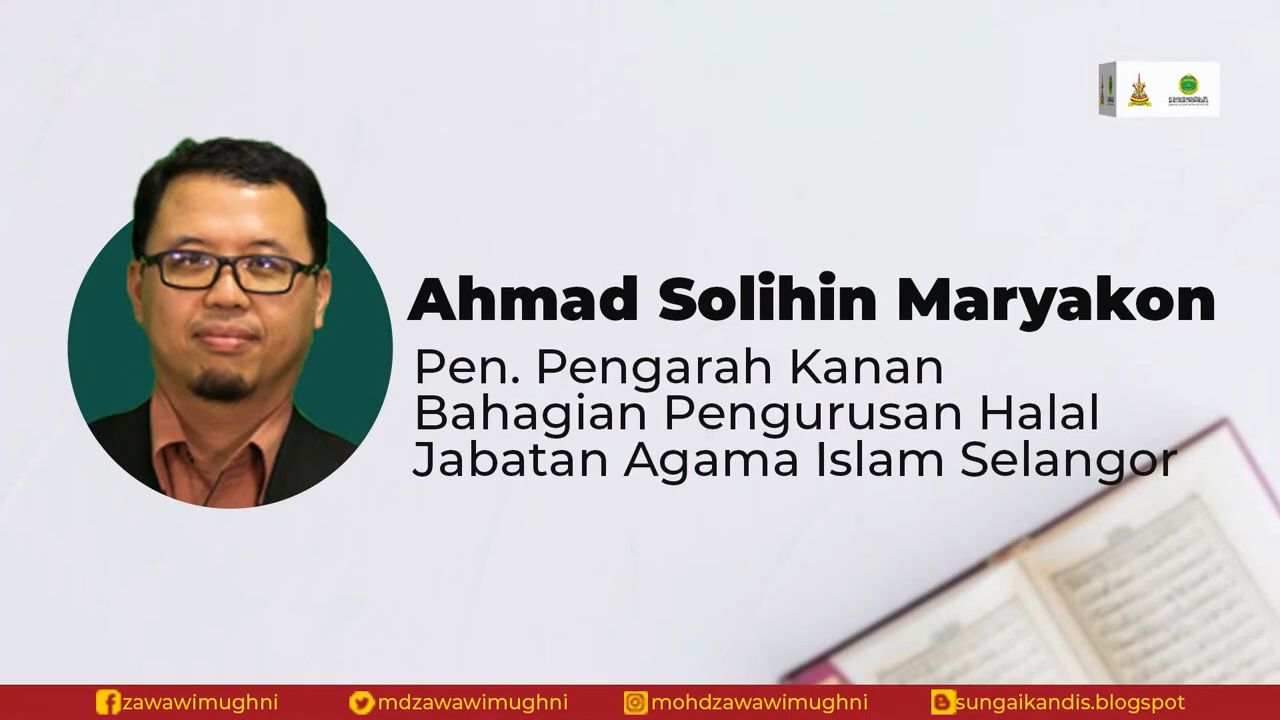 Ahmad Solihin Maryakon
Pen. Pengarah Kanan
Bahagian Pengurusan Halal
Jabatan Agama Islam Selangor
zawawimughni
mdzawawimughni
mohdzawawimughni
sungaikandis.blogspot